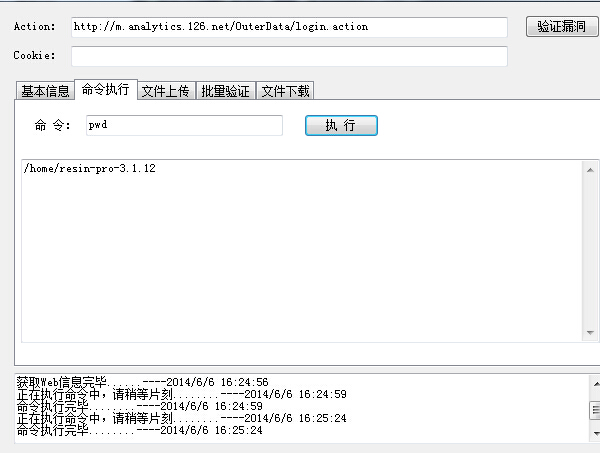 Action: http://m.analytics.126.net/OuterData/login.action 验证漏洞
Cookie:
基本信息 命令执行 文件上传 批量验证 文件下载
命 令: pwd 执 行
/home/resin-pro-3.1.12
获取Web信息完毕......----2014/6/6 16:24:56
正在执行命令中，请稍等片刻........----2014/6/6 16:24:59
命令执行完毕........----2014/6/6 16:24:59
正在执行命令中，请稍等片刻........----2014/6/6 16:25:24
命令执行完毕........----2014/6/6 16:25:24